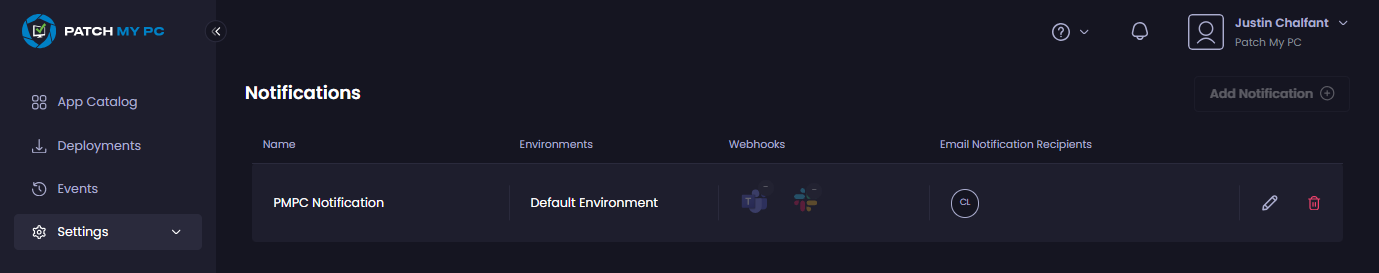 PATCH MY PC
Justin Chalfant
Patch My PC
App Catalog
Deployments
Events
Settings
Notifications
Add Notification
Name Environments Webhooks Email Notification Recipients
PMPC Notification Default Environment T CL